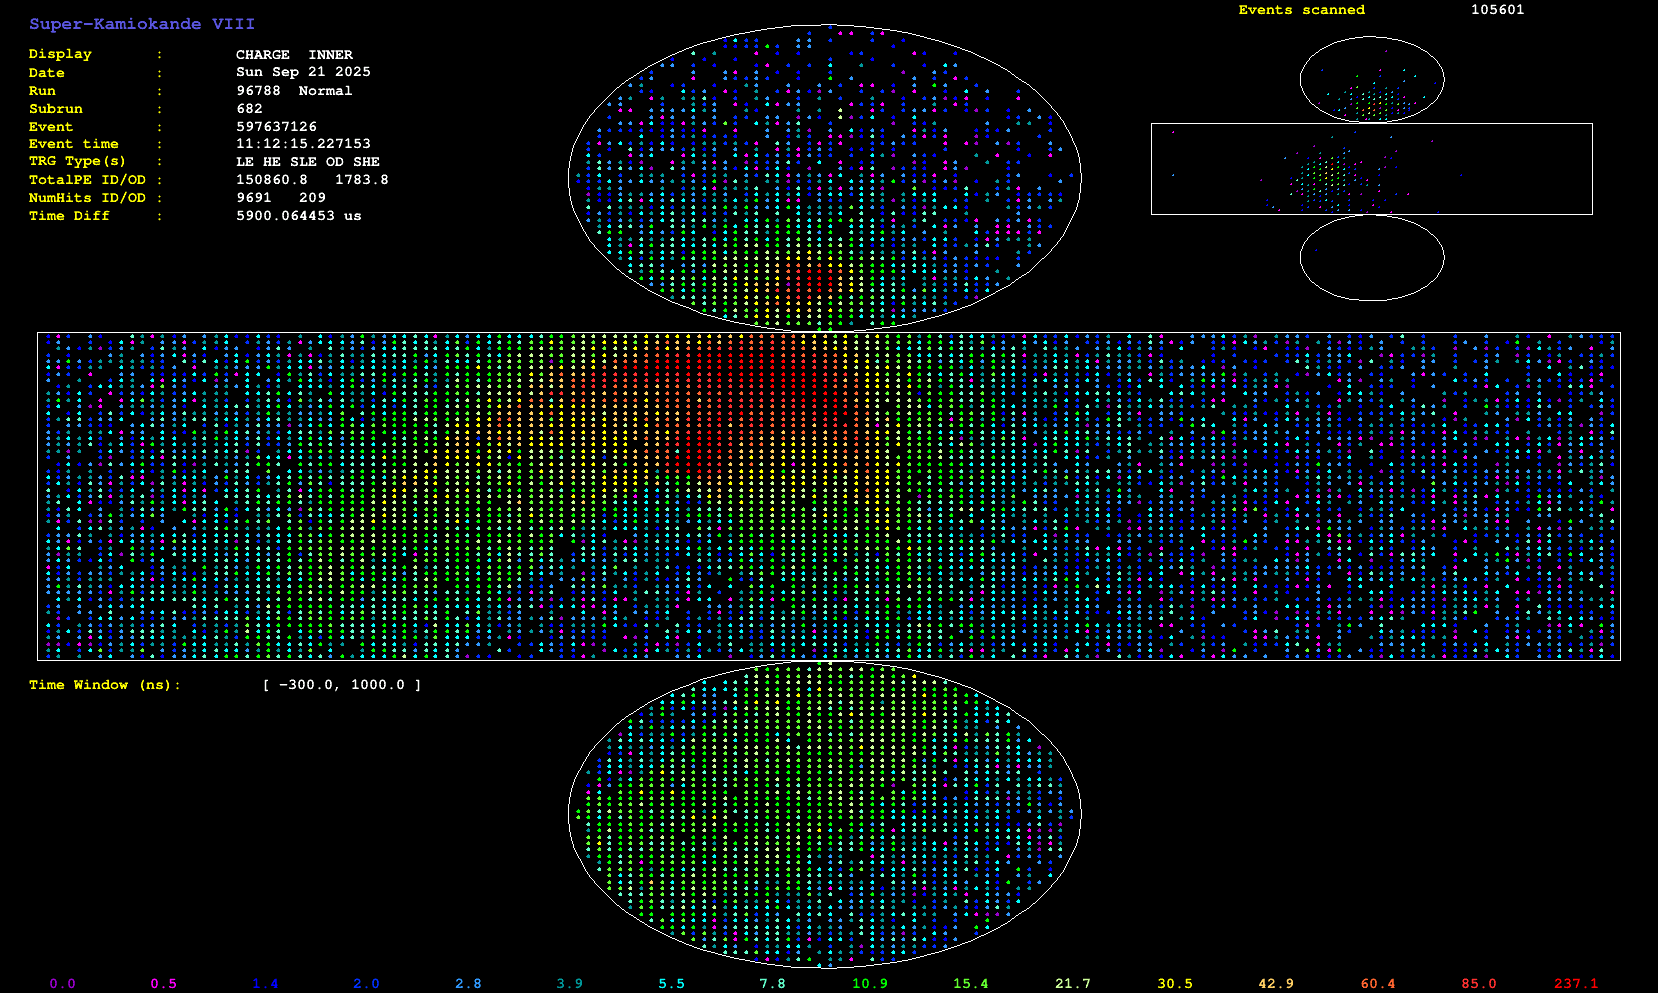 Super-Kamiokande VIII
Events scanned 105601
Display : CHARGE INNER
Date : Sun Sep 21 2025
Run : 96788 Normal
Subrun : 682
Event : 597637126
Event time : 11:12:15.227153
TRG Type(s) : LE HE SLE OD SHE
TotalPE ID/OD : 150860.8 1783.8
NumHits ID/OD : 9691 209
Time Diff : 5900.064453 us
Time Window (ns): [ -300.0, 1000.0 ]
0.0 0.5 1.4 2.0 2.8 3.9 5.5 7.8 10.9 15.4 21.7 30.5 42.9 60.4 85.0 237.1